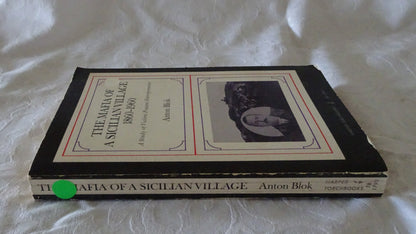 THE MAFIA OF
A SICILIAN VILLAGE
1860-1960
A Study of Violent Peasant Entrepreneurs
Anton Blok
THE MAFIA OF A SICILIAN VILLAGE Anton Blok
HARPER
TORCHBOOKS